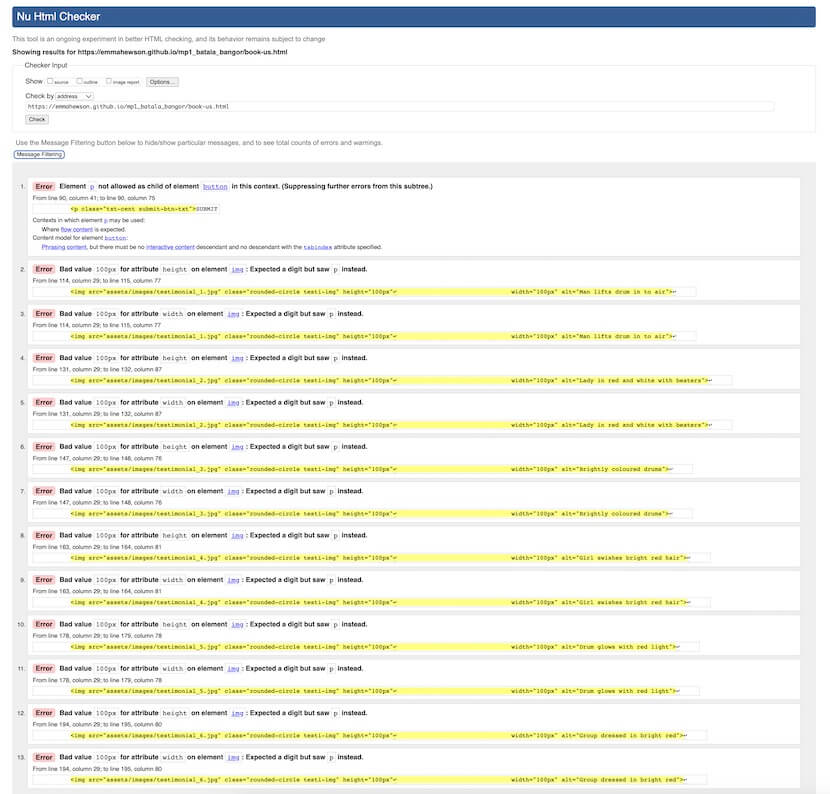 Nu Html Checker
This tool is an ongoing experiment in better HTML checking, and its behavior remains subject to change
Showing results for https://emmahewson.github.io/mp1_batala_bangor/book-us.html
Checker Input
Show source outline image report Options...
Check by address
https://emmahewson.github.io/mp1_batala_bangor/book-us.html
Check
Use the Message Filtering button below to hide/show particular messages, and to see total counts of errors and warnings.
Message Filtering
1. Error Element p not allowed as child of element button in this context. (Suppressing further errors from this subtree.)
From line 90, column 41; to line 90, column 75
<p class="txt-cent submit-btn-txt">SUBMIT
Contexts in which element p may be used:
Where flow content is expected.
Content model for element button:
Phrasing content, but there must be no interactive content descendant and no descendant with the tabindex attribute specified.
2. Error Bad value 100px for attribute height on element img: Expected a digit but saw p instead.
From line 114, column 29; to line 115, column 77
<img src="assets/images/testimonial_1.jpg" class="rounded-circle testi-img" height="100px"↩ width="100px" alt="Man lifts drum in to air">↩
3. Error Bad value 100px for attribute width on element img: Expected a digit but saw p instead.
From line 114, column 29; to line 115, column 77
<img src="assets/images/testimonial_1.jpg" class="rounded-circle testi-img" height="100px"↩ width="100px" alt="Man lifts drum in to air">↩
4. Error Bad value 100px for attribute height on element img: Expected a digit but saw p instead.
From line 131, column 29; to line 132, column 87
<img src="assets/images/testimonial_2.jpg" class="rounded-circle testi-img" height="100px"↩ width="100px" alt="Lady in red and white with beaters">↩
5. Error Bad value 100px for attribute width on element img: Expected a digit but saw p instead.
From line 131, column 29; to line 132, column 87
<img src="assets/images/testimonial_2.jpg" class="rounded-circle testi-img" height="100px"↩ width="100px" alt="Lady in red and white with beaters">↩
6. Error Bad value 100px for attribute height on element img: Expected a digit but saw p instead.
From line 147, column 29; to line 148, column 76
<img src="assets/images/testimonial_3.jpg" class="rounded-circle testi-img" height="100px"↩ width="100px" alt="Brightly coloured drums">↩
7. Error Bad value 100px for attribute width on element img: Expected a digit but saw p instead.
From line 147, column 29; to line 148, column 76
<img src="assets/images/testimonial_3.jpg" class="rounded-circle testi-img" height="100px"↩ width="100px" alt="Brightly coloured drums">↩
8. Error Bad value 100px for attribute height on element img: Expected a digit but saw p instead.
From line 163, column 29; to line 164, column 81
<img src="assets/images/testimonial_4.jpg" class="rounded-circle testi-img" height="100px"↩ width="100px" alt="Girl swishes bright red hair">↩
9. Error Bad value 100px for attribute width on element img: Expected a digit but saw p instead.
From line 163, column 29; to line 164, column 81
<img src="assets/images/testimonial_4.jpg" class="rounded-circle testi-img" height="100px"↩ width="100px" alt="Girl swishes bright red hair">↩
10. Error Bad value 100px for attribute height on element img: Expected a digit but saw p instead.
From line 178, column 29; to line 179, column 78
<img src="assets/images/testimonial_5.jpg" class="rounded-circle testi-img" height="100px"↩ width="100px" alt="Drum glows with red light">↩
11. Error Bad value 100px for attribute width on element img: Expected a digit but saw p instead.
From line 178, column 29; to line 179, column 78
<img src="assets/images/testimonial_5.jpg" class="rounded-circle testi-img" height="100px"↩ width="100px" alt="Drum glows with red light">↩
12. Error Bad value 100px for attribute height on element img: Expected a digit but saw p instead.
From line 194, column 29; to line 195, column 80
<img src="assets/images/testimonial_6.jpg" class="rounded-circle testi-img" height="100px"↩ width="100px" alt="Group dressed in bright red">↩
13. Error Bad value 100px for attribute width on element img: Expected a digit but saw p instead.
From line 194, column 29; to line 195, column 80
<img src="assets/images/testimonial_6.jpg" class="rounded-circle testi-img" height="100px"↩ width="100px" alt="Group dressed in bright red">↩